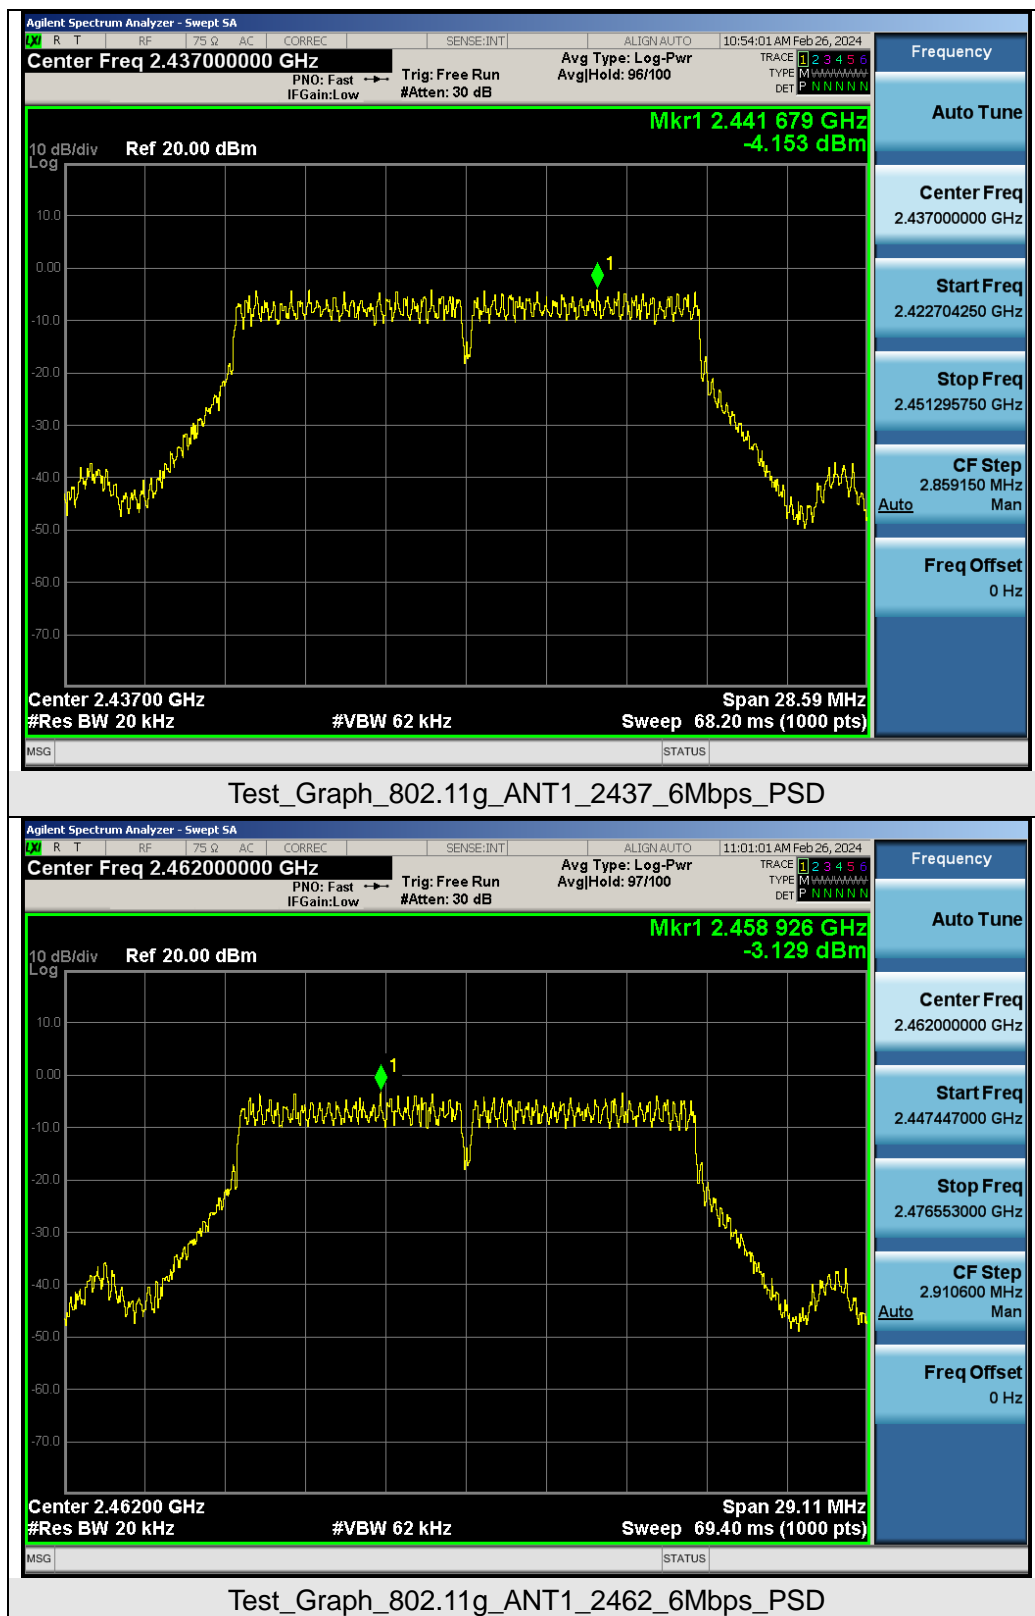 Agilent Spectrum Analyzer - Swept SA
LXI R T RF 75 Ω AC CORREC SENSE:INT ALIGN AUTO 10:54:01 AM Feb 26, 2024
Center Freq 2.437000000 GHz
PNO: Fast
IFGain:Low
Trig: Free Run
#Atten: 30 dB
Avg Type: Log-Pwr
Avg|Hold: 96/100
TRACE 1 2 3 4 5 6
TYPE M
DET P N N N N N
Mkr1 2.441 679 GHz
-4.153 dBm
10 dB/div Ref 20.00 dBm
Log
10.0
0.00
-10.0
-20.0
-30.0
-40.0
-50.0
-60.0
-70.0
1
Center 2.43700 GHz Span 28.59 MHz
#Res BW 20 kHz #VBW 62 kHz Sweep 68.20 ms (1000 pts)
MSG STATUS
Frequency
Auto Tune
Center Freq
2.437000000 GHz
Start Freq
2.422704250 GHz
Stop Freq
2.451295750 GHz
CF Step
2.859150 MHz
Auto Man
Freq Offset
0 Hz
Test_Graph_802.11g_ANT1_2437_6Mbps_PSD
Agilent Spectrum Analyzer - Swept SA
LXI R T RF 75 Ω AC CORREC SENSE:INT ALIGN AUTO 11:01:01 AM Feb 26, 2024
Center Freq 2.462000000 GHz
PNO: Fast
IFGain:Low
Trig: Free Run
#Atten: 30 dB
Avg Type: Log-Pwr
Avg|Hold: 97/100
TRACE 1 2 3 4 5 6
TYPE M
DET P N N N N N
Mkr1 2.458 926 GHz
-3.129 dBm
10 dB/div Ref 20.00 dBm
Log
10.0
0.00
-10.0
-20.0
-30.0
-40.0
-50.0
-60.0
-70.0
1
Center 2.46200 GHz Span 29.11 MHz
#Res BW 20 kHz #VBW 62 kHz Sweep 69.40 ms (1000 pts)
MSG STATUS
Frequency
Auto Tune
Center Freq
2.462000000 GHz
Start Freq
2.447447000 GHz
Stop Freq
2.476553000 GHz
CF Step
2.910600 MHz
Auto Man
Freq Offset
0 Hz
Test_Graph_802.11g_ANT1_2462_6Mbps_PSD